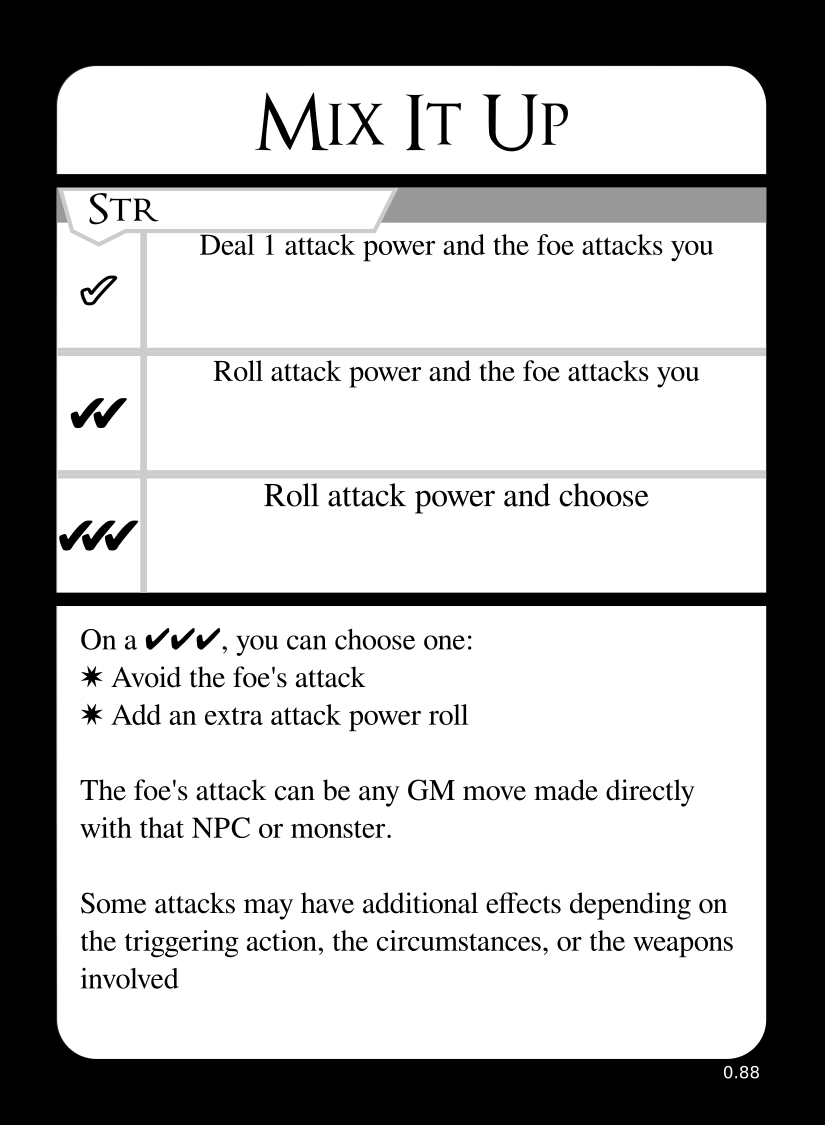 Mix It Up
Str
Deal 1 attack power and the foe attacks you
✓
Roll attack power and the foe attacks you
✔✔
Roll attack power and choose
✔✔✔
On a ✔✔✔, you can choose one:
✷ Avoid the foe's attack
✷ Add an extra attack power roll
The foe's attack can be any GM move made directly
with that NPC or monster.
Some attacks may have additional effects depending on
the triggering action, the circumstances, or the weapons
involved
0.88